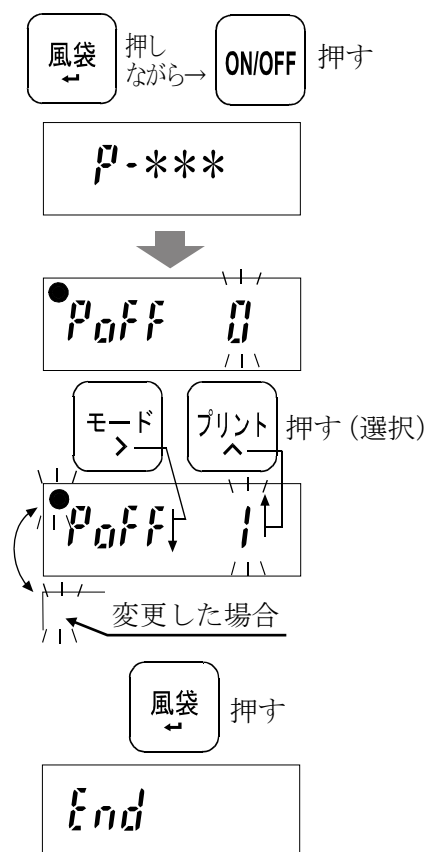 風袋 押しながら→ ON/OFF 押す
P-***
PoFF 0
モード > プリント ^ 押す(選択)
PoFF 1
変更した場合
風袋 押す
End